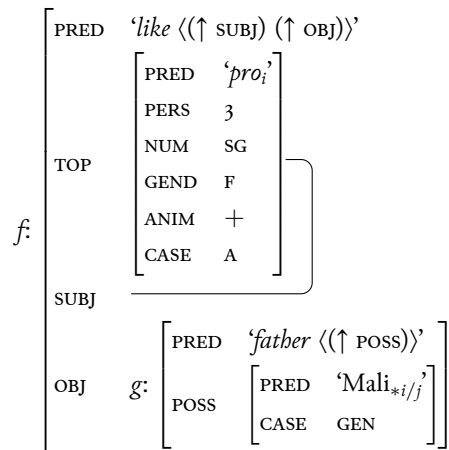 PRED ‘like ⟨(↑ SUBJ) (↑ OBJ)⟩’
PRED ‘proᵢ’
PERS 3
NUM SG
TOP
GEND F
ANIM +
f:
CASE A
SUBJ
PRED ‘father ⟨(↑ POSS)⟩’
OBJ g: PRED ‘Mali∗i/j’
POSS
CASE GEN